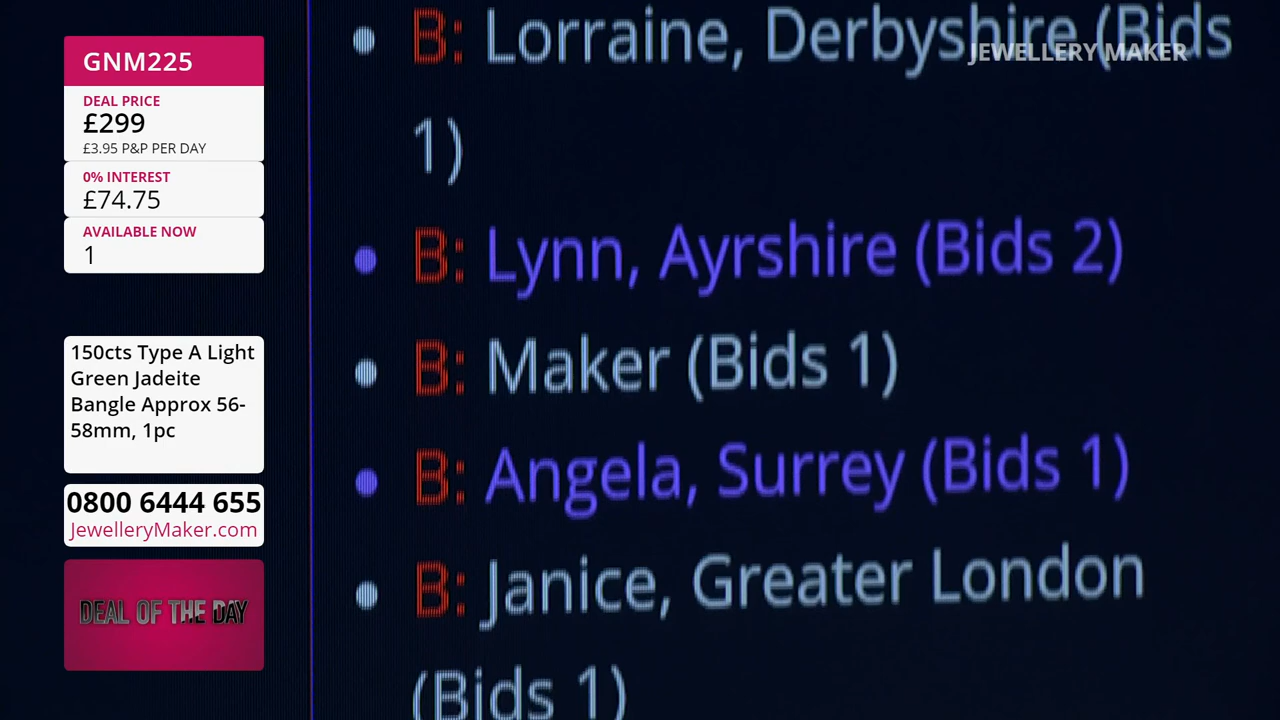 GNM225
DEAL PRICE
£299
£3.95 P&P PER DAY
0% INTEREST
£74.75
AVAILABLE NOW
1
150cts Type A Light
Green Jadeite
Bangle Approx 56-
58mm, 1pc
0800 6444 655
JewelleryMaker.com
DEAL OF THE DAY
JEWELLERY MAKER
• B: Lorraine, Derbyshire (Bids
1)
• B: Lynn, Ayrshire (Bids 2)
• B: Maker (Bids 1)
• B: Angela, Surrey (Bids 1)
• B: Janice, Greater London
(Bids 1)